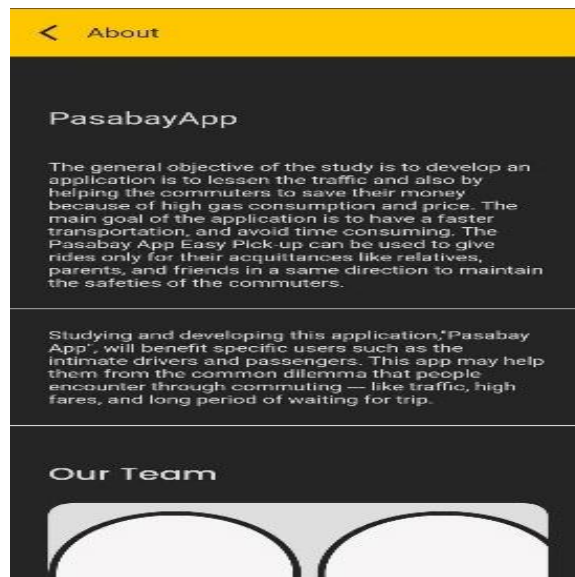 About
PasabayApp
The general objective of the study is to develop an
application is to lessen the traffic and also by
helping the commuters to save their money
because of high gas consumption and price. The
main goal of the application is to have a faster
transportation, and avoid time consuming. The
Pasabay App Easy Pick-up can be used to give
rides only for their acquittances like relatives,
parents, and friends in a same direction to maintain
the safeties of the commuters.
Studying and developing this application,"Pasabay
App", will benefit specific users such as the
intimate drivers and passengers. This app may help
them from the common dilemma that people
encounter through commuting — like traffic, high
fares, and long period of waiting for trip.
Our Team